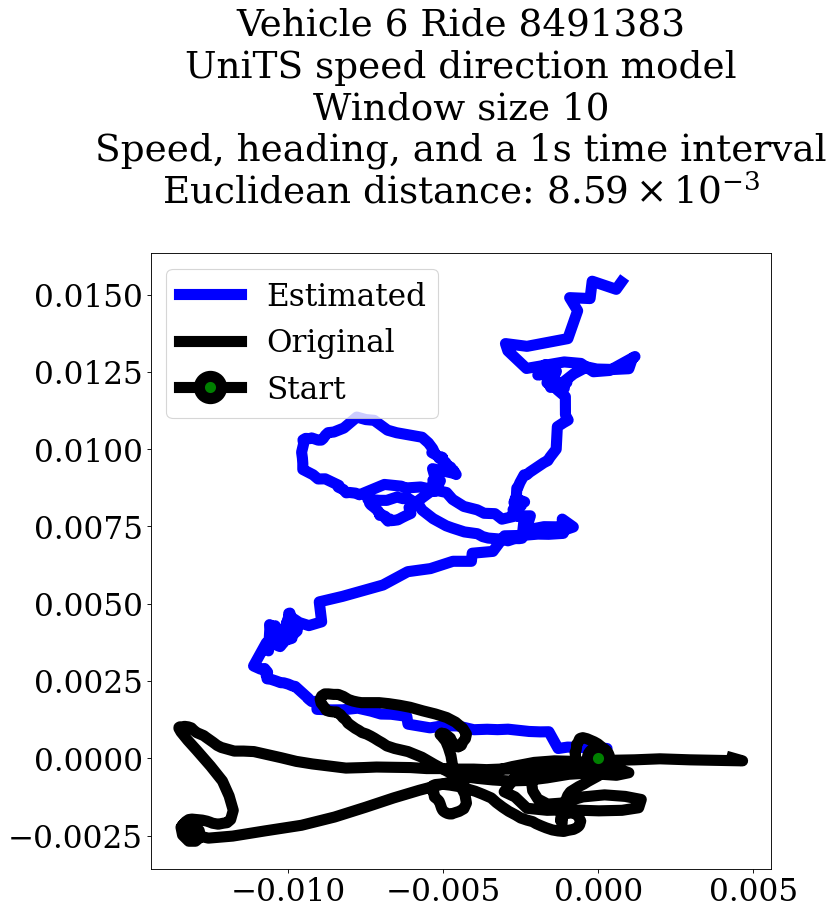 Vehicle 6 Ride 8491383
UniTS speed direction model
Window size 10
Speed, heading, and a 1s time interval
Euclidean distance: 8.59 × 10⁻³
Estimated
Original
Start
0.0150
0.0125
0.0100
0.0075
0.0050
0.0025
0.0000
−0.0025
−0.010 −0.005 0.000 0.005